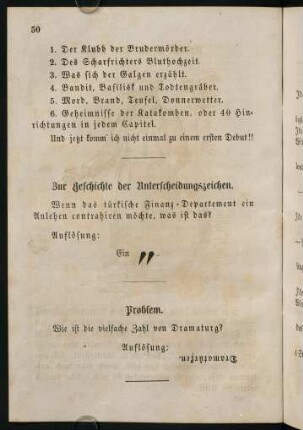 50
1. Der Klubb der Brudermörder.
2. Des Scharfrichters Bluthochzeit.
3. Was sich der Galgen erzählt.
4. Bandit, Basilisk und Todtengräber.
5. Mord, Brand, Teufel, Donnerwetter.
6. Geheimnisse der Katakomben, oder 40 Hin-
richtungen in jedem Capitel.
Und jetzt komm' ich nicht einmal zu einem ersten Debut!!
Zur Geschichte der Unterscheidungszeichen.
Wenn das türkische Finanz-Departement ein
Anlehen contrahiren möchte, was ist das?
Auflösung:
Ein „
Problem.
Wie ist die vielfache Zahl von Dramaturg?
Auflösung: